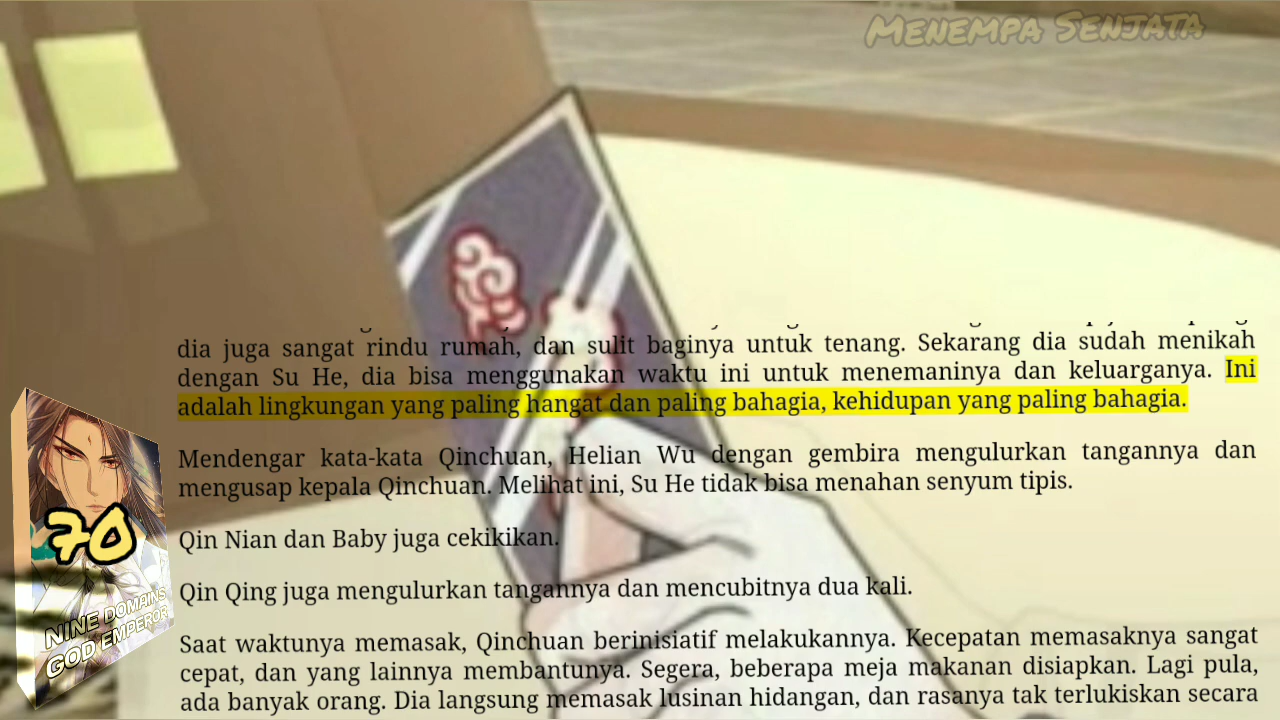 Menempa Senjata
dia juga sangat rindu rumah, dan sulit baginya untuk tenang. Sekarang dia sudah menikah
dengan Su He, dia bisa menggunakan waktu ini untuk menemaninya dan keluarganya. Ini
adalah lingkungan yang paling hangat dan paling bahagia, kehidupan yang paling bahagia.
Mendengar kata-kata Qinchuan, Helian Wu dengan gembira mengulurkan tangannya dan
mengusap kepala Qinchuan. Melihat ini, Su He tidak bisa menahan senyum tipis.
Qin Nian dan Baby juga cekikikan.
Qin Qing juga mengulurkan tangannya dan mencubitnya dua kali.
Saat waktunya memasak, Qinchuan berinisiatif melakukannya. Kecepatan memasaknya sangat
cepat, dan yang lainnya membantunya. Segera, beberapa meja makanan disiapkan. Lagi pula,
ada banyak orang. Dia langsung memasak lusinan hidangan, dan rasanya tak terlukiskan secara
70
NINE DOMAINS
GOD EMPEROR